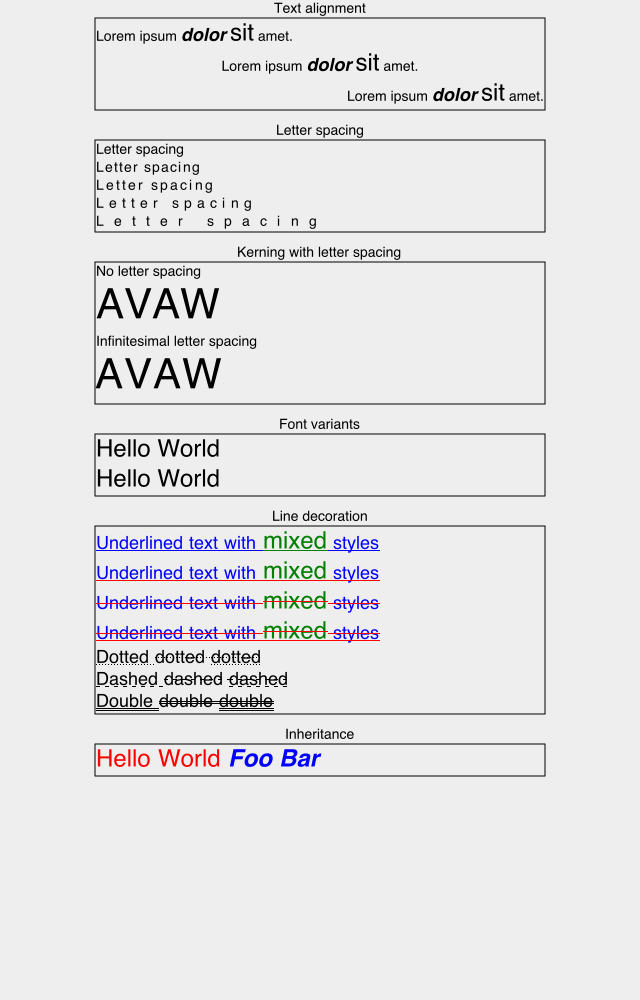 Text alignment
Lorem ipsum dolor sit amet.
Lorem ipsum dolor sit amet.
Lorem ipsum dolor sit amet.
Letter spacing
Letter spacing
Letter spacing
Letter spacing
Letter spacing
Letter spacing
Kerning with letter spacing
No letter spacing
AVAW
Infinitesimal letter spacing
AVAW
Font variants
Hello World
Hello World
Line decoration
Underlined text with mixed styles
Underlined text with mixed styles
Underlined text with mixed styles
Underlined text with mixed styles
Dotted dotted dotted
Dashed dashed dashed
Double double double
Inheritance
Hello World Foo Bar